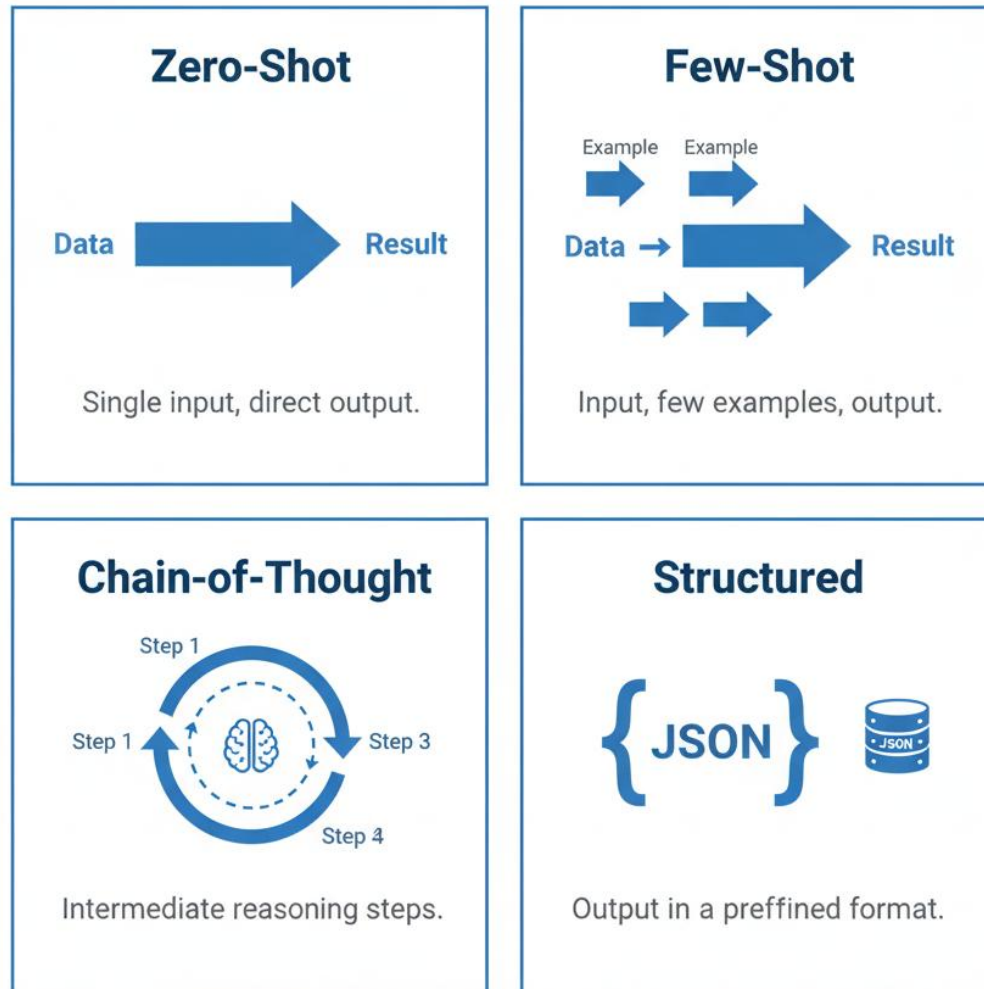 Zero-Shot
Data
Result
Single input, direct output.
Few-Shot
Example Example
Data
Result
Input, few examples, output.
Chain-of-Thought
Step 1
Step 1
Step 3
Step
Intermediate reasoning steps.
Structured
{JSON}
JSON
Output in a preffined format.